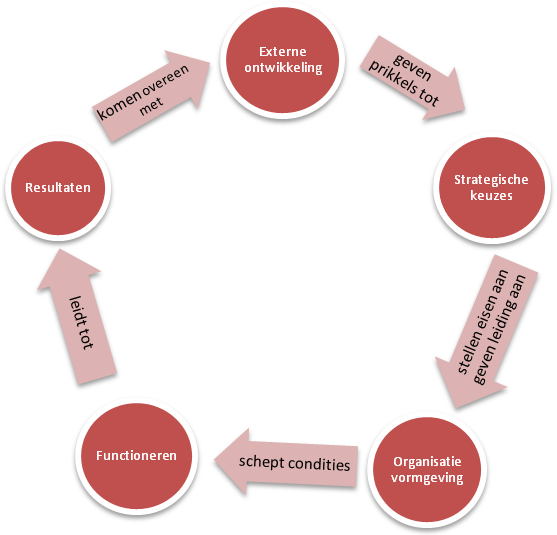 Externe
ontwikkeling
geven
prikkels tot
Strategische
keuzes
stellen eisen aan
geven leiding aan
Organisatie
vormgeving
schept condities
Functioneren
leidt tot
Resultaten
komen overeen
met